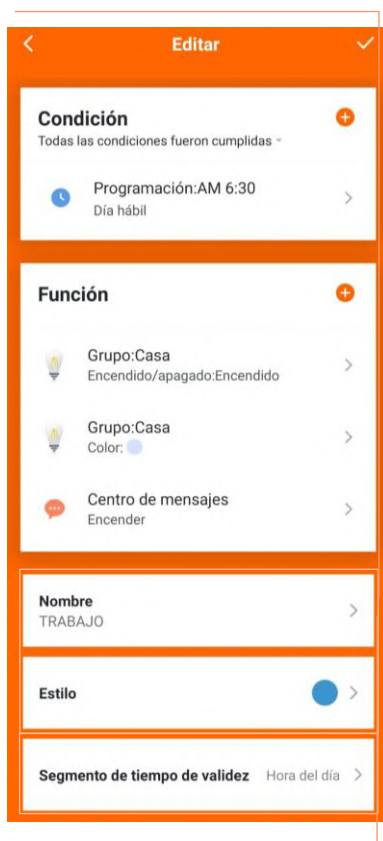 Editar
Condición
Todas las condiciones fueron cumplidas
Programación:AM 6:30
Día hábil
Función
Grupo:Casa
Encendido/apagado:Encendido
Grupo:Casa
Color:
Centro de mensajes
Encender
Nombre
TRABAJO
Estilo
Segmento de tiempo de validez Hora del día